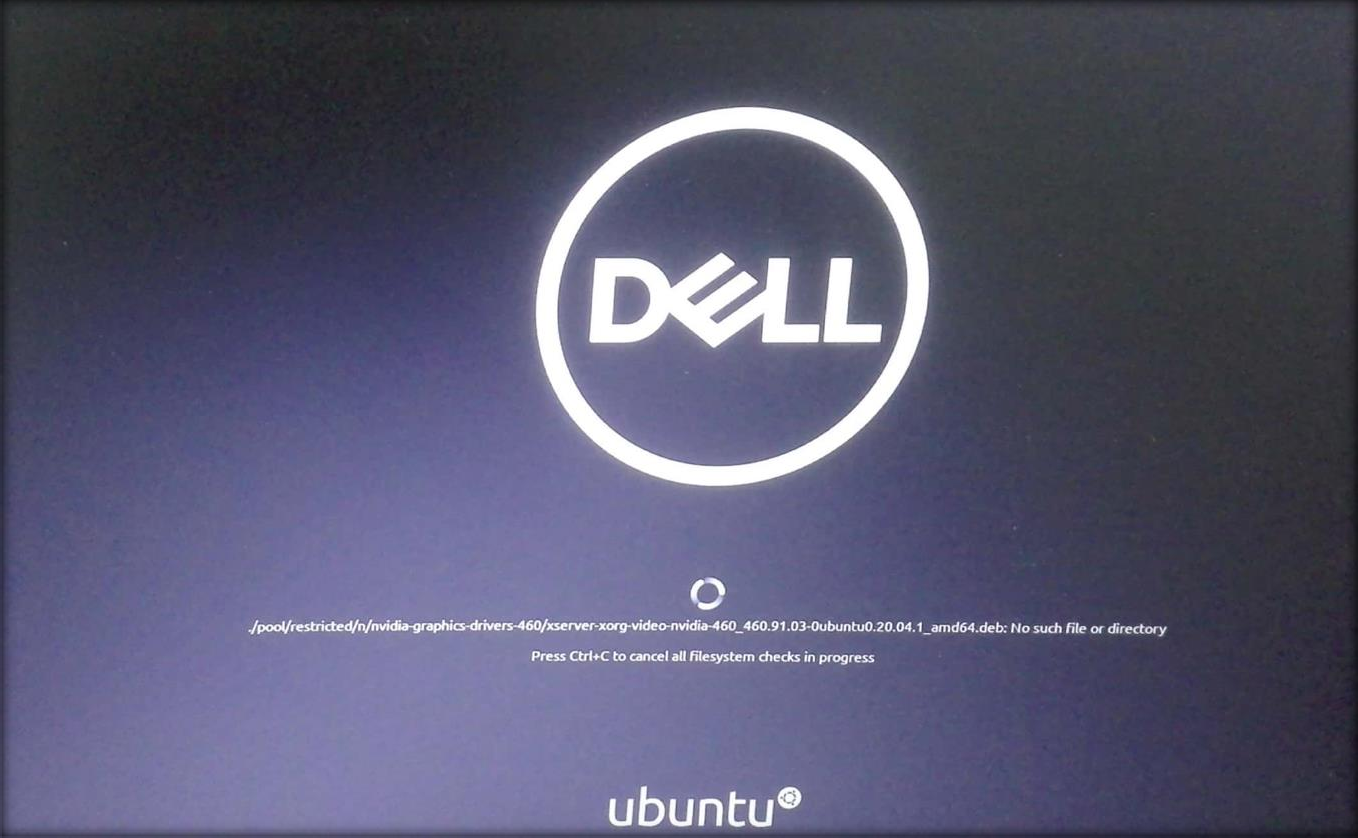 DELL
./pool/restricted/n/nvidia-graphics-drivers-460/xserver-xorg-video-nvidia-460_460.91.03-0ubuntu0.20.04.1_amd64.deb: No such file or directory
Press Ctrl+C to cancel all filesystem checks in progress
ubuntu